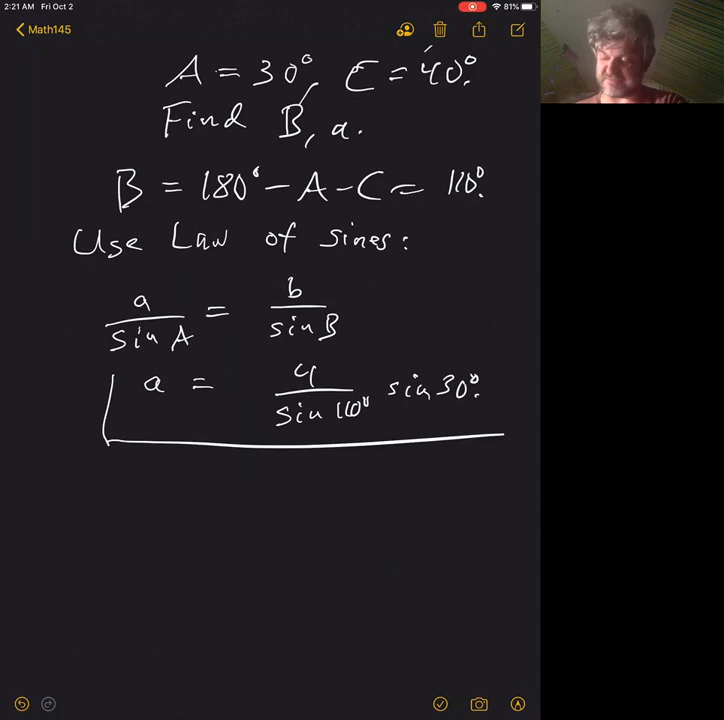 2:21 AM Fri Oct 2
81%
Math145
A = 30°, C = 40°.
Find B, a.
B = 180° - A - C = 110°.
Use Law of sines:
a / sin A = b / sin B
a = 4 / sin 110° sin 30°.